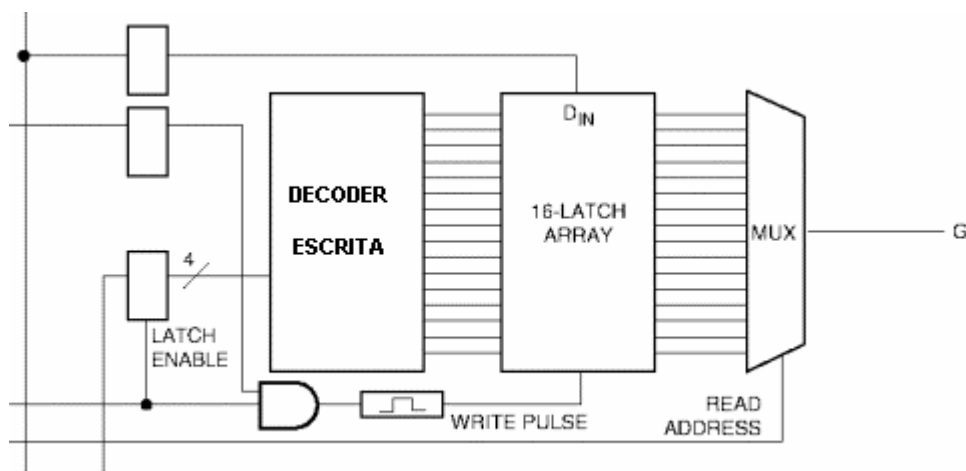 D_IN
DECODER
ESCRITA
16-LATCH
ARRAY
MUX
G
4
LATCH
ENABLE
WRITE PULSE
READ
ADDRESS